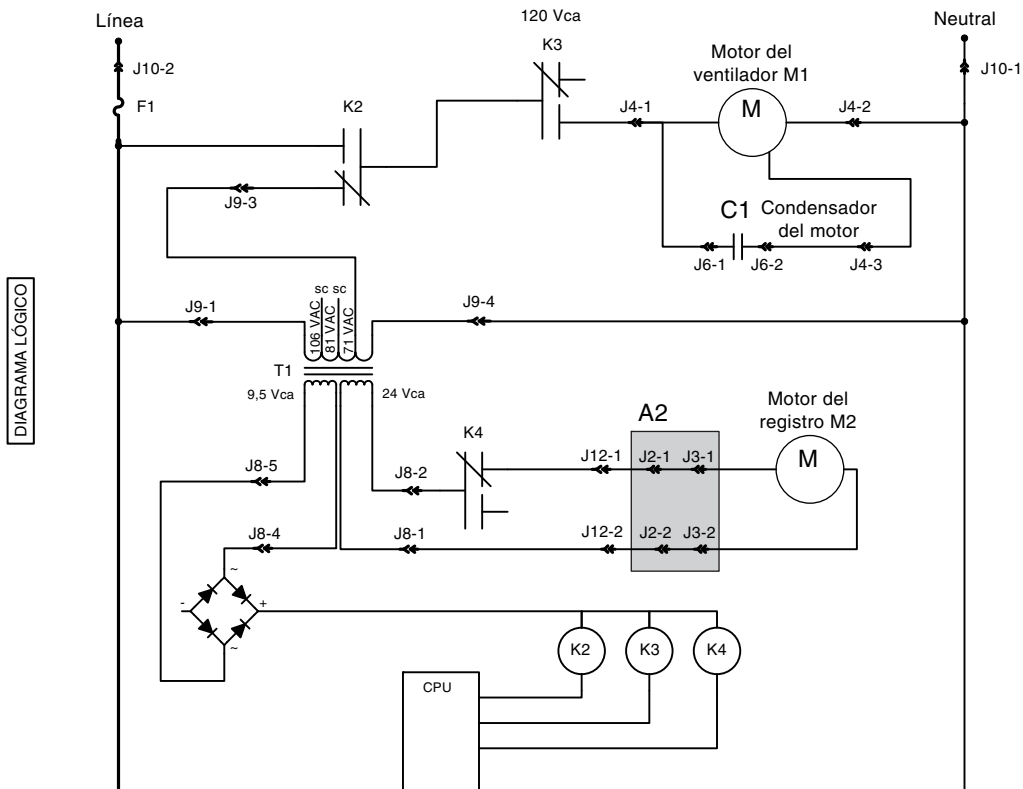 120 Vca
Línea
Neutral
K3
Motor del
ventilador M1
J10-2
J10-1
F1
K2
J4-1
M
J4-2
J9-3
C1
Condensador
del motor
J6-1
J6-2
J4-3
DIAGRAMA LÓGICO
J9-1
sc
sc
106 VAC
81 VAC
71 VAC
J9-4
T1
9,5 Vca
24 Vca
Motor del
registro M2
A2
K4
M
J8-5
J8-2
J12-1
J2-1
J3-1
J8-4
J8-1
J12-2
J2-2
J3-2
~
-
+
~
K2
K3
K4
CPU